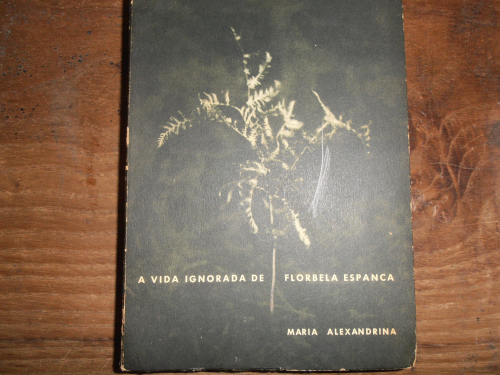 A VIDA IGNORADA DE FLORBELA ESPANCA
MARIA ALEXANDRINA